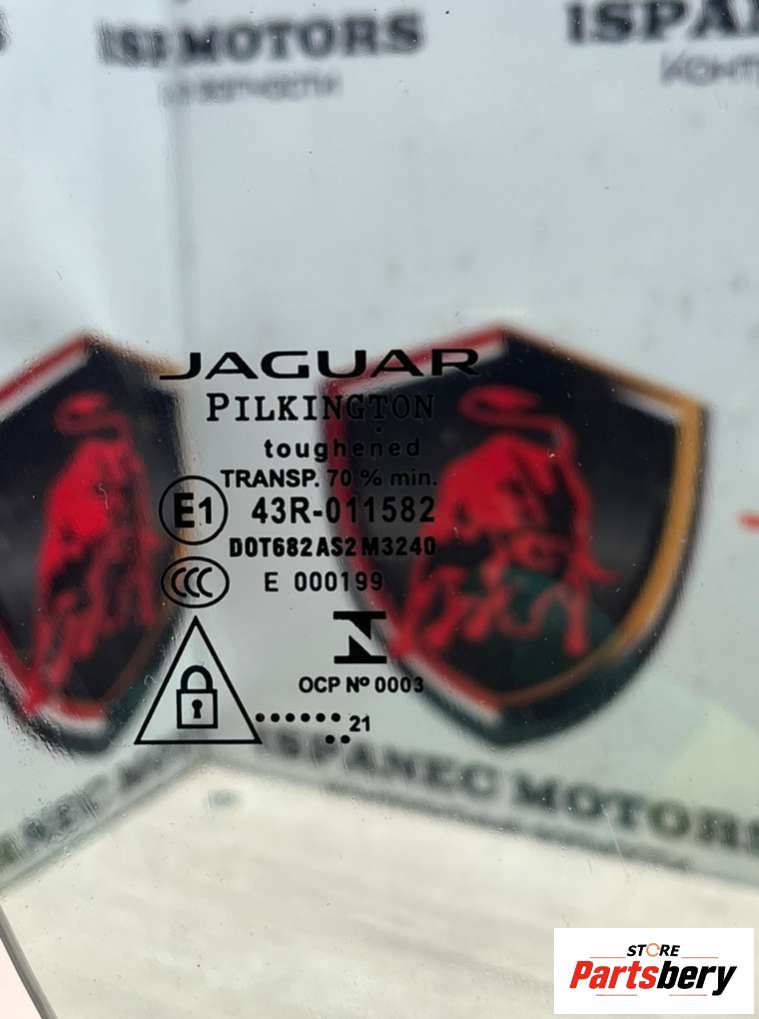 MOTORS
ISPA
JAGUAR
PILKINGTON
toughened
TRANSP. 70 % min.
E1 43R-011582
DOT682 AS2 M3240
CCC E 000199
OCP Nº 0003
•••••• 21
••
ISPANEC MOTORS
STORE
Partsbery